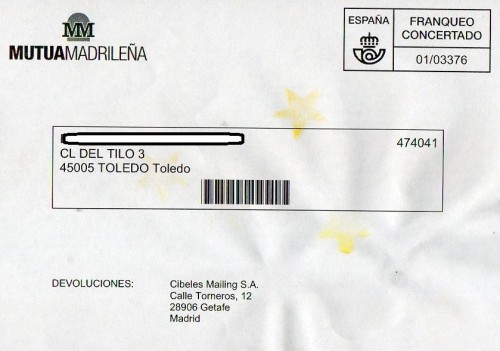 MM
MUTUAMADRILEÑA
ESPAÑA
FRANQUEO
CONCERTADO
01/03376
474041
CL DEL TILO 3
45005 TOLEDO Toledo
DEVOLUCIONES:
Cibeles Mailing S.A.
Calle Torneros, 12
28906 Getafe
Madrid